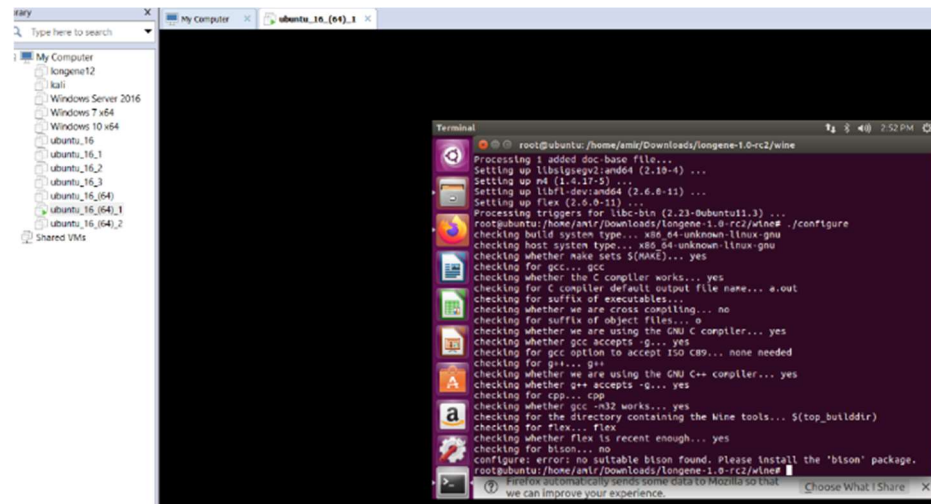 rary X
Type here to search
My Computer
longene12
kali
Windows Server 2016
Windows 7 x64
Windows 10 x64
ubuntu_16
ubuntu_16_1
ubuntu_16_2
ubuntu_16_3
ubuntu_16_(64)
ubuntu_16_(64)_1
ubuntu_16_(64)_2
Shared VMs
My Computer × ubuntu_16_(64)_1 ×
Terminal 2:52 PM
root@ubuntu: /home/amir/Downloads/longene-1.0-rc2/wine
Processing 1 added doc-base file...
Setting up libsigsegv2:amd64 (2.10-4) ...
Setting up m4 (1.4.17-5) ...
Setting up libfl-dev:amd64 (2.6.0-11) ...
Setting up flex (2.6.0-11) ...
Processing triggers for libc-bin (2.23-0ubuntu11.3) ...
root@ubuntu:/home/amir/Downloads/longene-1.0-rc2/wine# ./configure
checking build system type... x86_64-unknown-linux-gnu
checking host system type... x86_64-unknown-linux-gnu
checking whether make sets $(MAKE)... yes
checking for gcc... gcc
checking whether the C compiler works... yes
checking for C compiler default output file name... a.out
checking for suffix of executables...
checking whether we are cross compiling... no
checking for suffix of object files... o
checking whether we are using the GNU C compiler... yes
checking whether gcc accepts -g... yes
checking for gcc option to accept ISO C89... none needed
checking for g++... g++
checking whether we are using the GNU C++ compiler... yes
checking whether g++ accepts -g... yes
checking for cpp... cpp
checking whether gcc -m32 works... yes
checking for the directory containing the Wine tools... $(top_builddir)
checking for flex... flex
checking whether flex is recent enough... yes
checking for bison... no
configure: error: no suitable bison found. Please install the 'bison' package.
root@ubuntu:/home/amir/Downloads/longene-1.0-rc2/wine#
Firefox automatically sends some data to Mozilla so that
we can improve your experience.
Choose What I Share ×